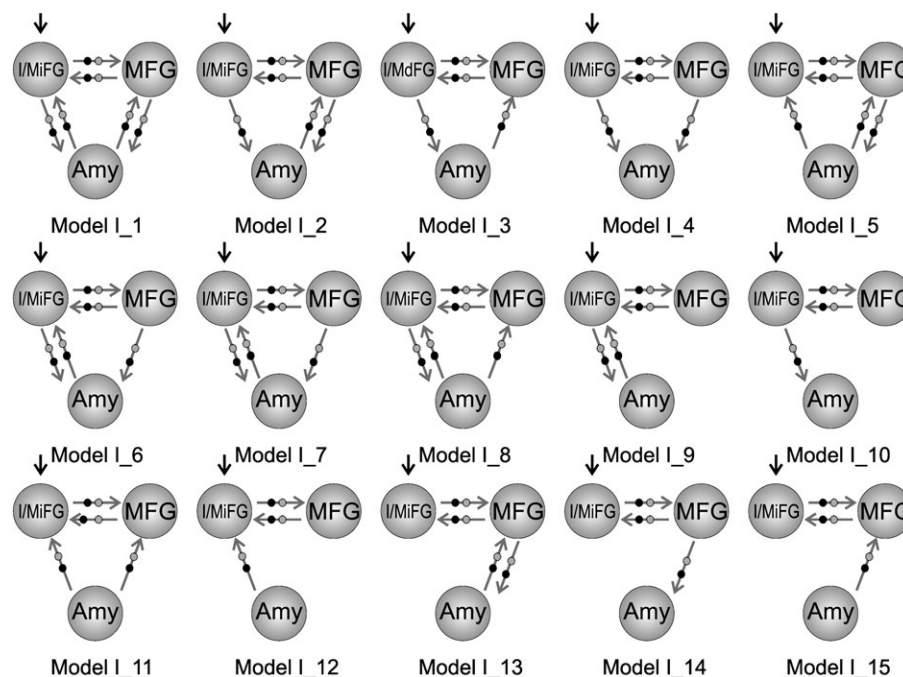 I/MiFG MFG I/MiFG MFG I/MdFG MFG I/MiFG MFG I/MiFG MFG
Amy Amy Amy Amy Amy
Model I_1 Model I_2 Model I_3 Model I_4 Model I_5
I/MiFG MFG I/MiFG MFG I/MiFG MFG I/MiFG MFG I/MiFG MFG
Amy Amy Amy Amy Amy
Model I_6 Model I_7 Model I_8 Model I_9 Model I_10
I/MiFG MFG I/MiFG MFG I/MiFG MFG I/MiFG MFG I/MiFG MFG
Amy Amy Amy Amy Amy
Model I_11 Model I_12 Model I_13 Model I_14 Model I_15